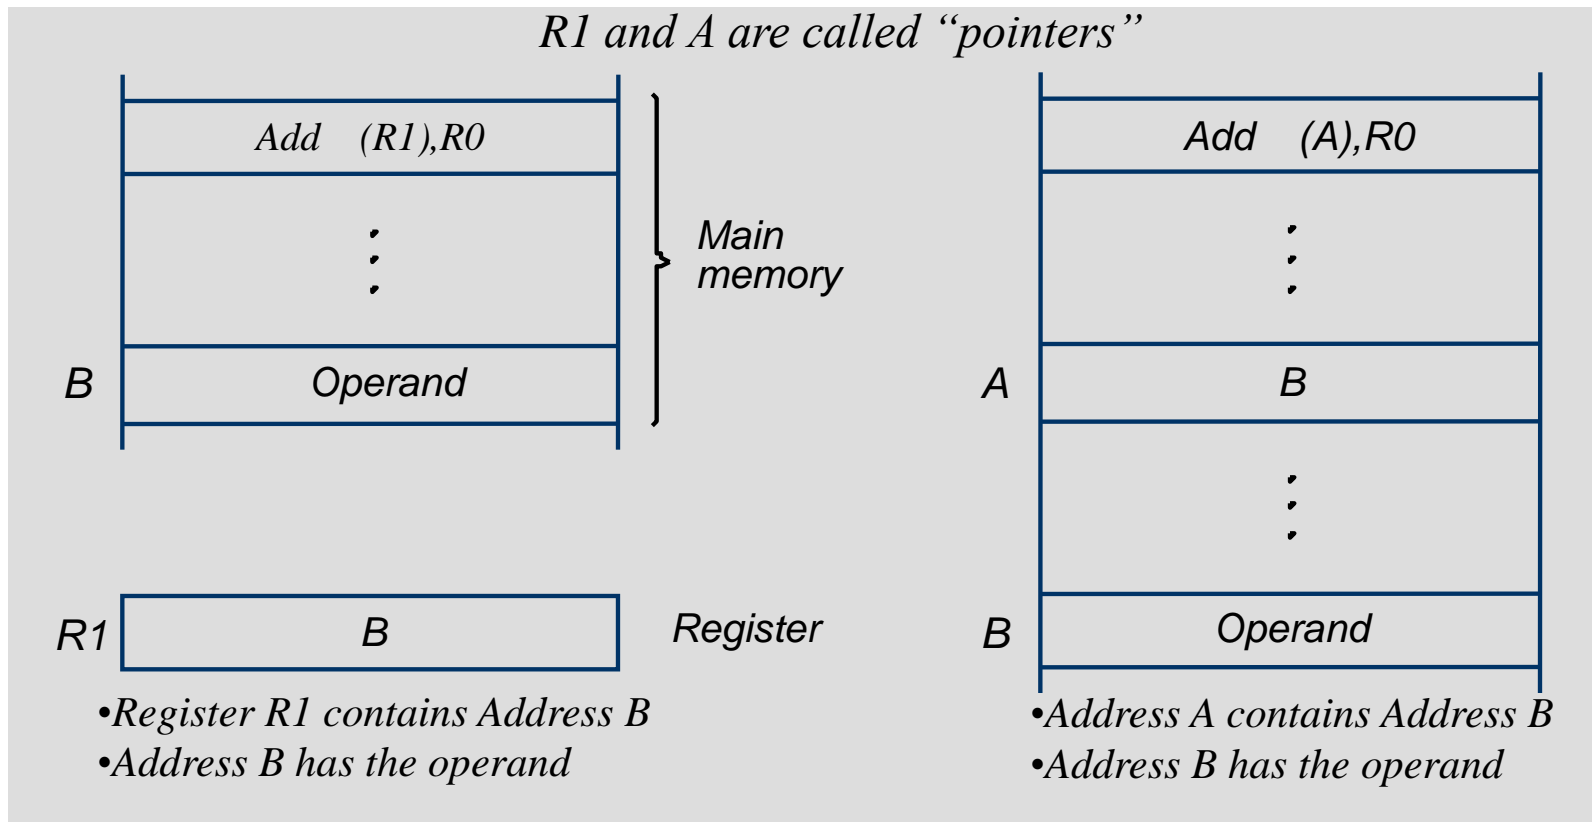 R1 and A are called “pointers”
Add (R1),R0
Main
memory
B
Operand
R1
B
Register
•Register R1 contains Address B
•Address B has the operand
Add (A),R0
A
B
B
Operand
•Address A contains Address B
•Address B has the operand